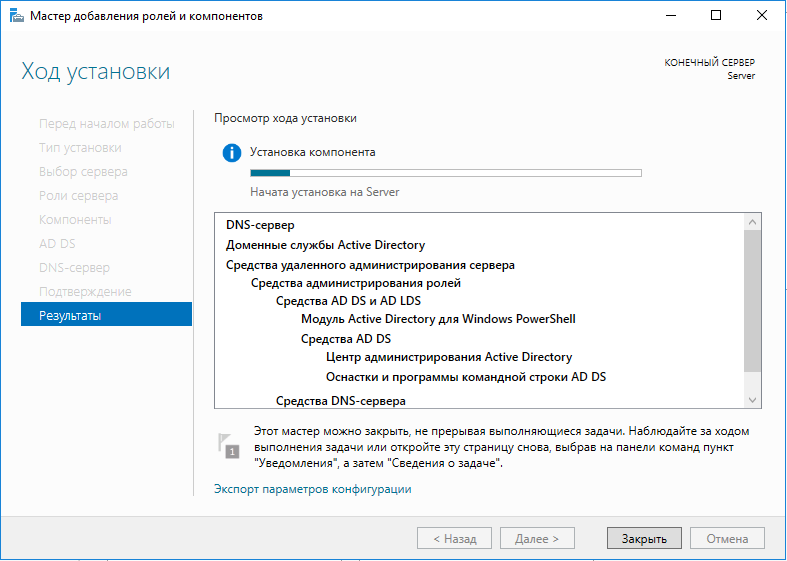 Мастер добавления ролей и компонентов
Ход установки
КОНЕЧНЫЙ СЕРВЕР
Server
Перед началом работы
Тип установки
Выбор сервера
Роли сервера
Компоненты
AD DS
DNS-сервер
Подтверждение
Результаты
Просмотр хода установки
Установка компонента
Начата установка на Server
DNS-сервер
Доменные службы Active Directory
Средства удаленного администрирования сервера
Средства администрирования ролей
Средства AD DS и AD LDS
Модуль Active Directory для Windows PowerShell
Средства AD DS
Центр администрирования Active Directory
Оснастки и программы командной строки AD DS
Средства DNS-сервера
1
Этот мастер можно закрыть, не прерывая выполняющиеся задачи. Наблюдайте за ходом
выполнения задачи или откройте эту страницу снова, выбрав на панели команд пункт
"Уведомления", а затем "Сведения о задаче".
Экспорт параметров конфигурации
< Назад
Далее >
Закрыть
Отмена